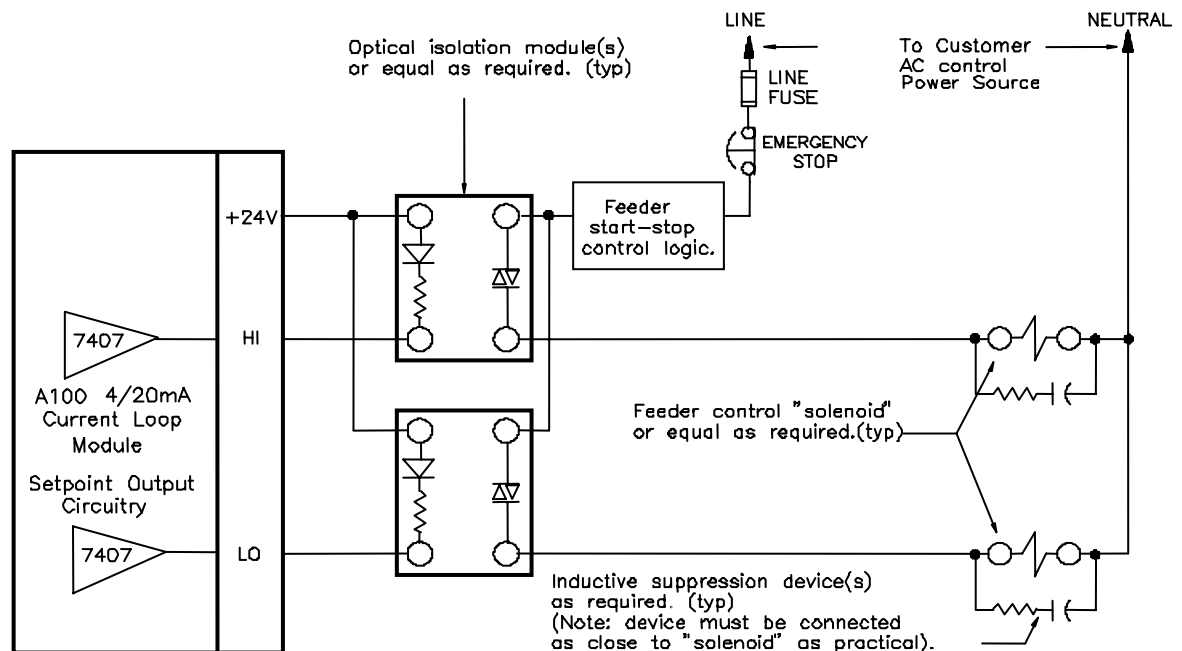 LINE
NEUTRAL
Optical isolation module(s)
or equal as required. (typ)
To Customer
AC control
Power Source
LINE
FUSE
EMERGENCY
STOP
+24V
Feeder
start-stop
control logic.
7407
HI
A100 4/20mA
Current Loop
Module
Feeder control "solenoid"
or equal as required.(typ)
Setpoint Output
Circuitry
7407
LO
Inductive suppression device(s)
as required. (typ)
(Note: device must be connected
as close to "solenoid" as practical).